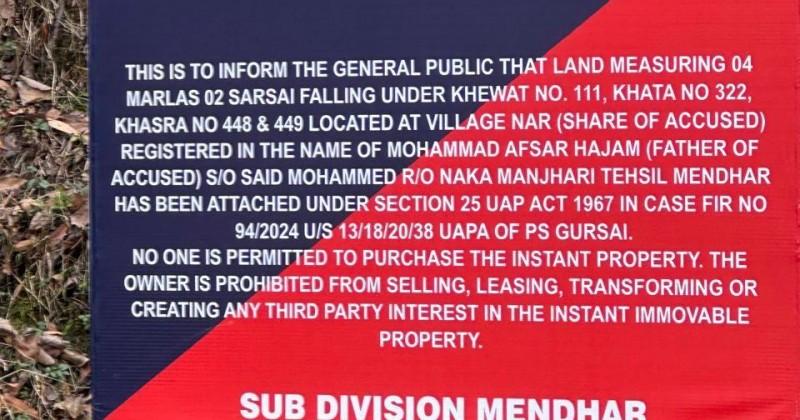 THIS IS TO INFORM THE GENERAL PUBLIC THAT LAND MEASURING 04
MARLAS 02 SARSAI FALLING UNDER KHEWAT NO. 111, KHATA NO 322,
KHASRA NO 448 & 449 LOCATED AT VILLAGE NAR (SHARE OF ACCUSED)
REGISTERED IN THE NAME OF MOHAMMAD AFSAR HAJAM (FATHER OF
ACCUSED) S/O SAID MOHAMMED R/O NAKA MANJHARI TEHSIL MENDHAR
HAS BEEN ATTACHED UNDER SECTION 25 UAP ACT 1967 IN CASE FIR NO
94/2024 U/S 13/18/20/38 UAPA OF PS GURSAI.
NO ONE IS PERMITTED TO PURCHASE THE INSTANT PROPERTY. THE
OWNER IS PROHIBITED FROM SELLING, LEASING, TRANSFORMING OR
CREATING ANY THIRD PARTY INTEREST IN THE INSTANT IMMOVABLE
PROPERTY.
SUB DIVISION MENDHAR